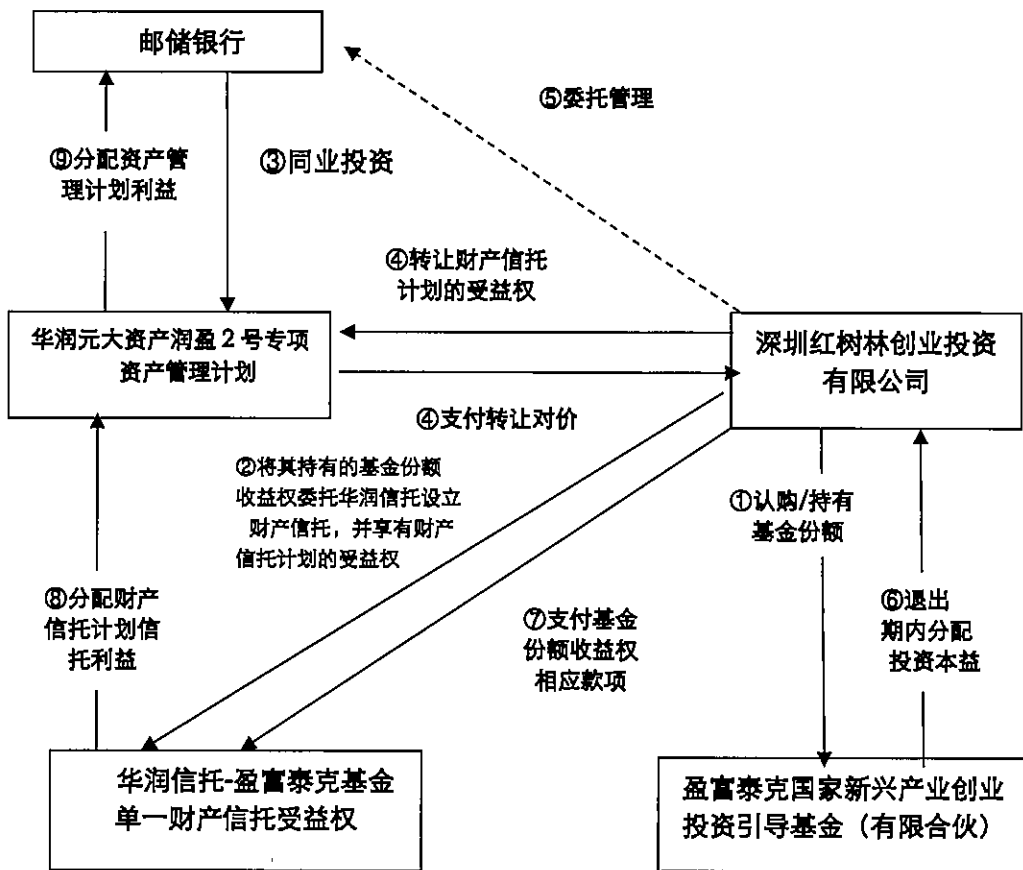 邮储银行
⑤委托管理
⑨分配资产管
理计划利益
③同业投资
④转让财产信托
计划的受益权
华润元大资产润盈2号专项
资产管理计划
深圳红树林创业投资
有限公司
④支付转让对价
②将其持有的基金份额
收益权委托华润信托设立
财产信托，并享有财产
信托计划的受益权
①认购/持有
基金份额
⑧分配财产
信托计划信
托利益
⑦支付基金
份额收益权
相应款项
⑥退出
期内分配
投资本益
华润信托-盈富泰克基金
单一财产信托受益权
盈富泰克国家新兴产业创业
投资引导基金（有限合伙）